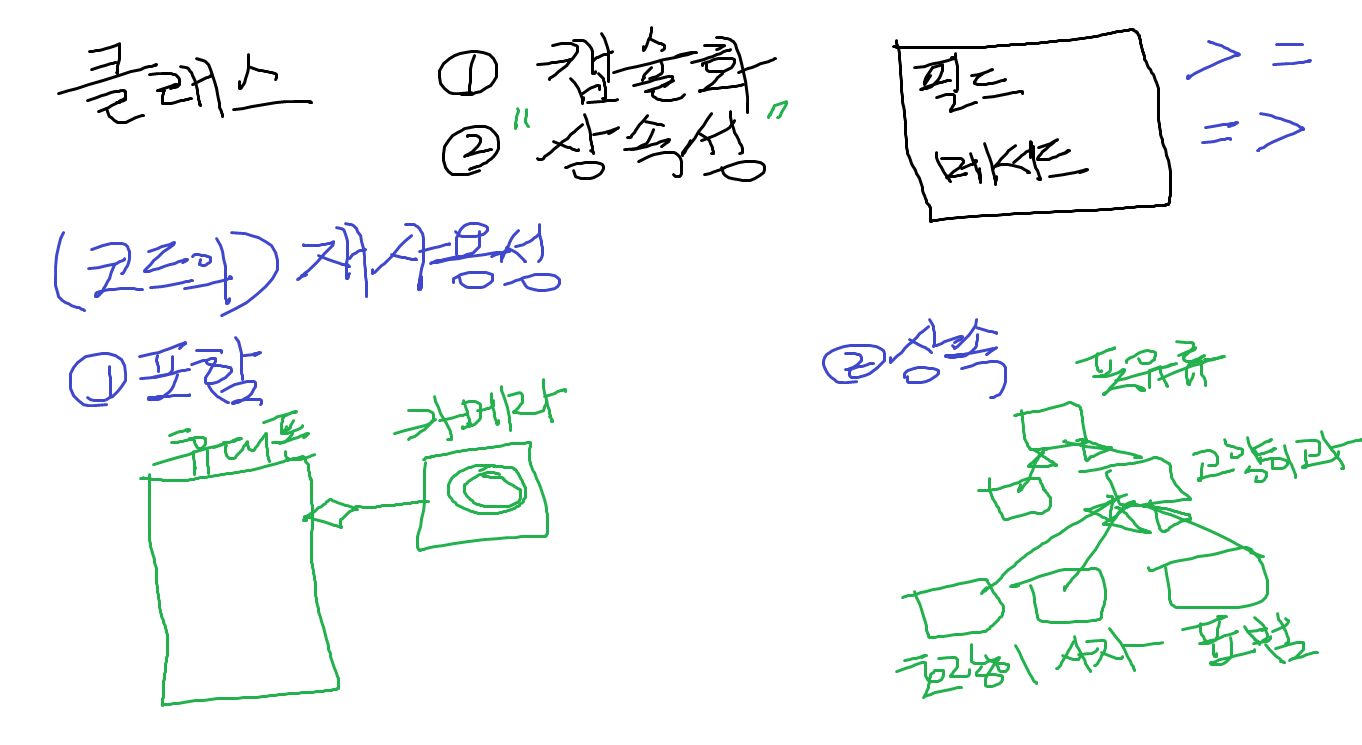 클래스 ① 캡슐화 필드 > =
② "상속성" 메서드 = >
(코드의) 재사용성
① 포함 ② 상속 포유류
휴대폰 카메라 고양이과
호랑이 사자 표범